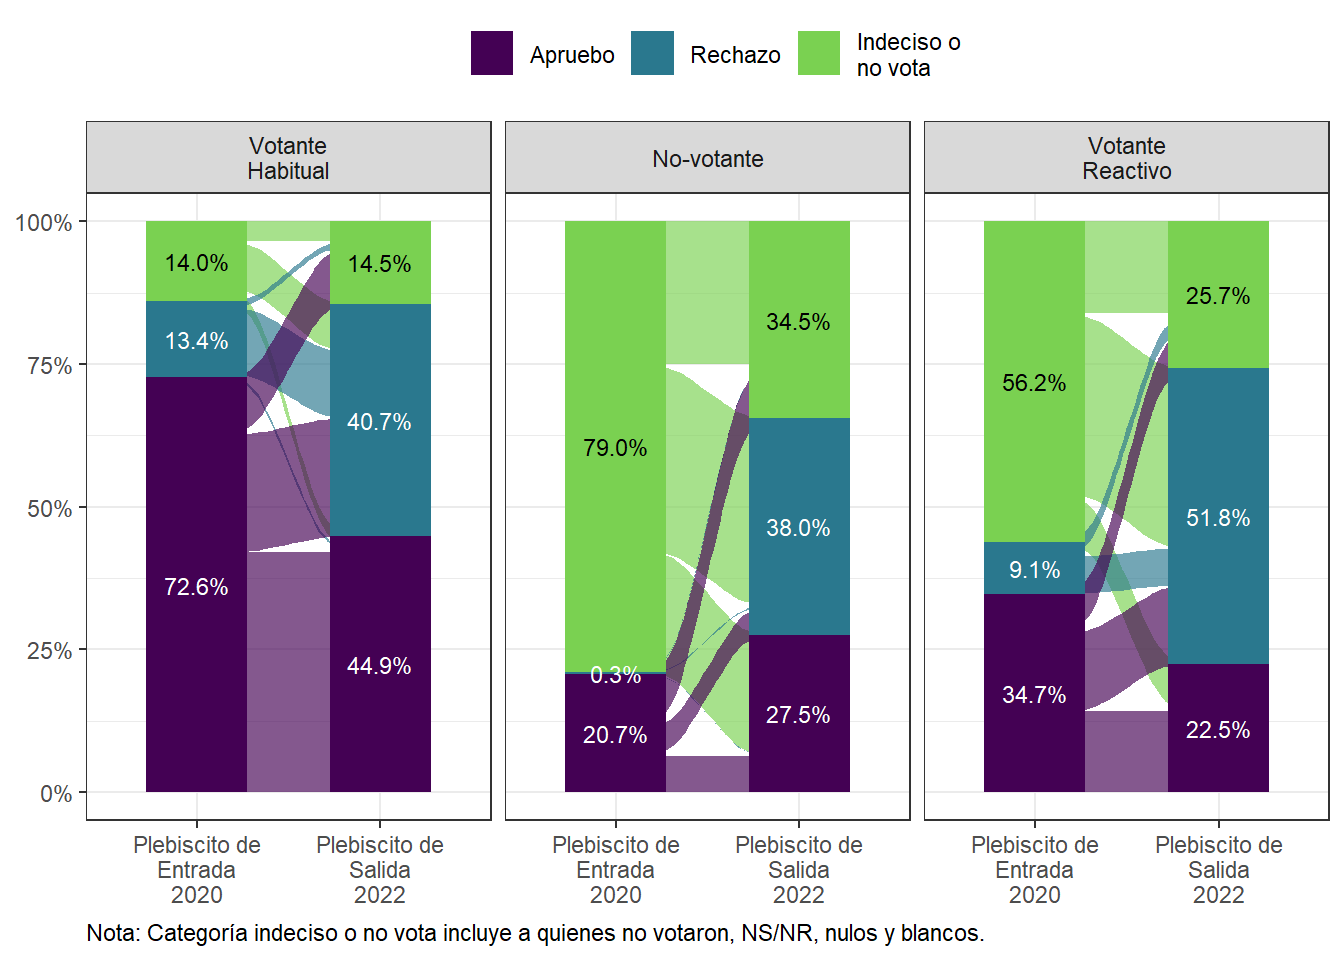 Apruebo
Rechazo
Indeciso o
no vota
Votante
Habitual
No-votante
Votante
Reactivo
100%
75%
50%
25%
0%
14.0%
13.4%
72.6%
14.5%
40.7%
44.9%
79.0%
0.3%
20.7%
34.5%
38.0%
27.5%
56.2%
9.1%
34.7%
25.7%
51.8%
22.5%
Plebiscito de
Entrada
2020
Plebiscito de
Salida
2022
Plebiscito de
Entrada
2020
Plebiscito de
Salida
2022
Plebiscito de
Entrada
2020
Plebiscito de
Salida
2022
Nota: Categoría indeciso o no vota incluye a quienes no votaron, NS/NR, nulos y blancos.